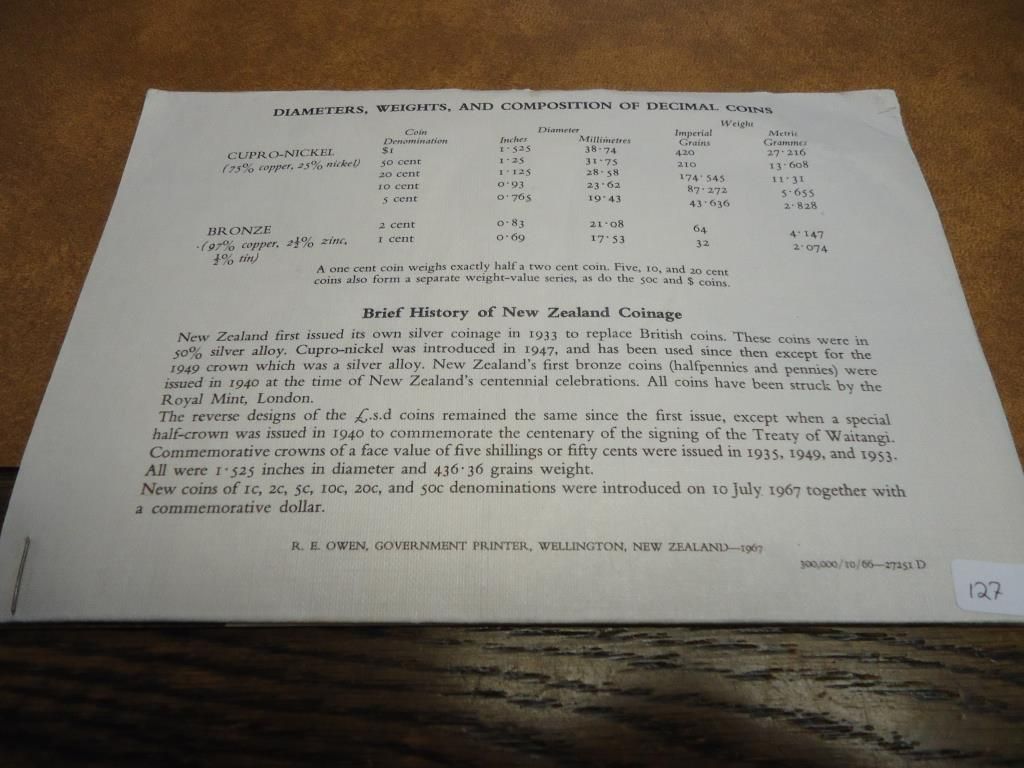 DIAMETERS, WEIGHTS, AND COMPOSITION OF DECIMAL COINS
Coin Denomination Diameter Weight
Inches Millimetres Imperial Grains Metric Grammes
CUPRO-NICKEL $1 1·525 38·74 420 27·216
(75% copper, 25% nickel) 50 cent 1·25 31·75 210 13·608
20 cent 1·125 28·58 174·545 11·31
10 cent 0·93 23·62 87·272 5·655
5 cent 0·765 19·43 43·636 2·828
BRONZE 2 cent 0·83 21·08 64 4·147
(97% copper, 2½% zinc, 1 cent 0·69 17·53 32 2·074
½% tin)
A one cent coin weighs exactly half a two cent coin. Five, 10, and 20 cent
coins also form a separate weight-value series, as do the 50c and $ coins.
Brief History of New Zealand Coinage
New Zealand first issued its own silver coinage in 1933 to replace British coins. These coins were in
50% silver alloy. Cupro-nickel was introduced in 1947, and has been used since then except for the
1949 crown which was a silver alloy. New Zealand's first bronze coins (halfpennies and pennies) were
issued in 1940 at the time of New Zealand's centennial celebrations. All coins have been struck by the
Royal Mint, London.
The reverse designs of the £.s.d coins remained the same since the first issue, except when a special
half-crown was issued in 1940 to commemorate the centenary of the signing of the Treaty of Waitangi.
Commemorative crowns of a face value of five shillings or fifty cents were issued in 1935, 1949, and 1953.
All were 1·525 inches in diameter and 436·36 grains weight.
New coins of 1c, 2c, 5c, 10c, 20c, and 50c denominations were introduced on 10 July 1967 together with
a commemorative dollar.
R. E. OWEN, GOVERNMENT PRINTER, WELLINGTON, NEW ZEALAND—1967
300,000/10/66—27251 D
127